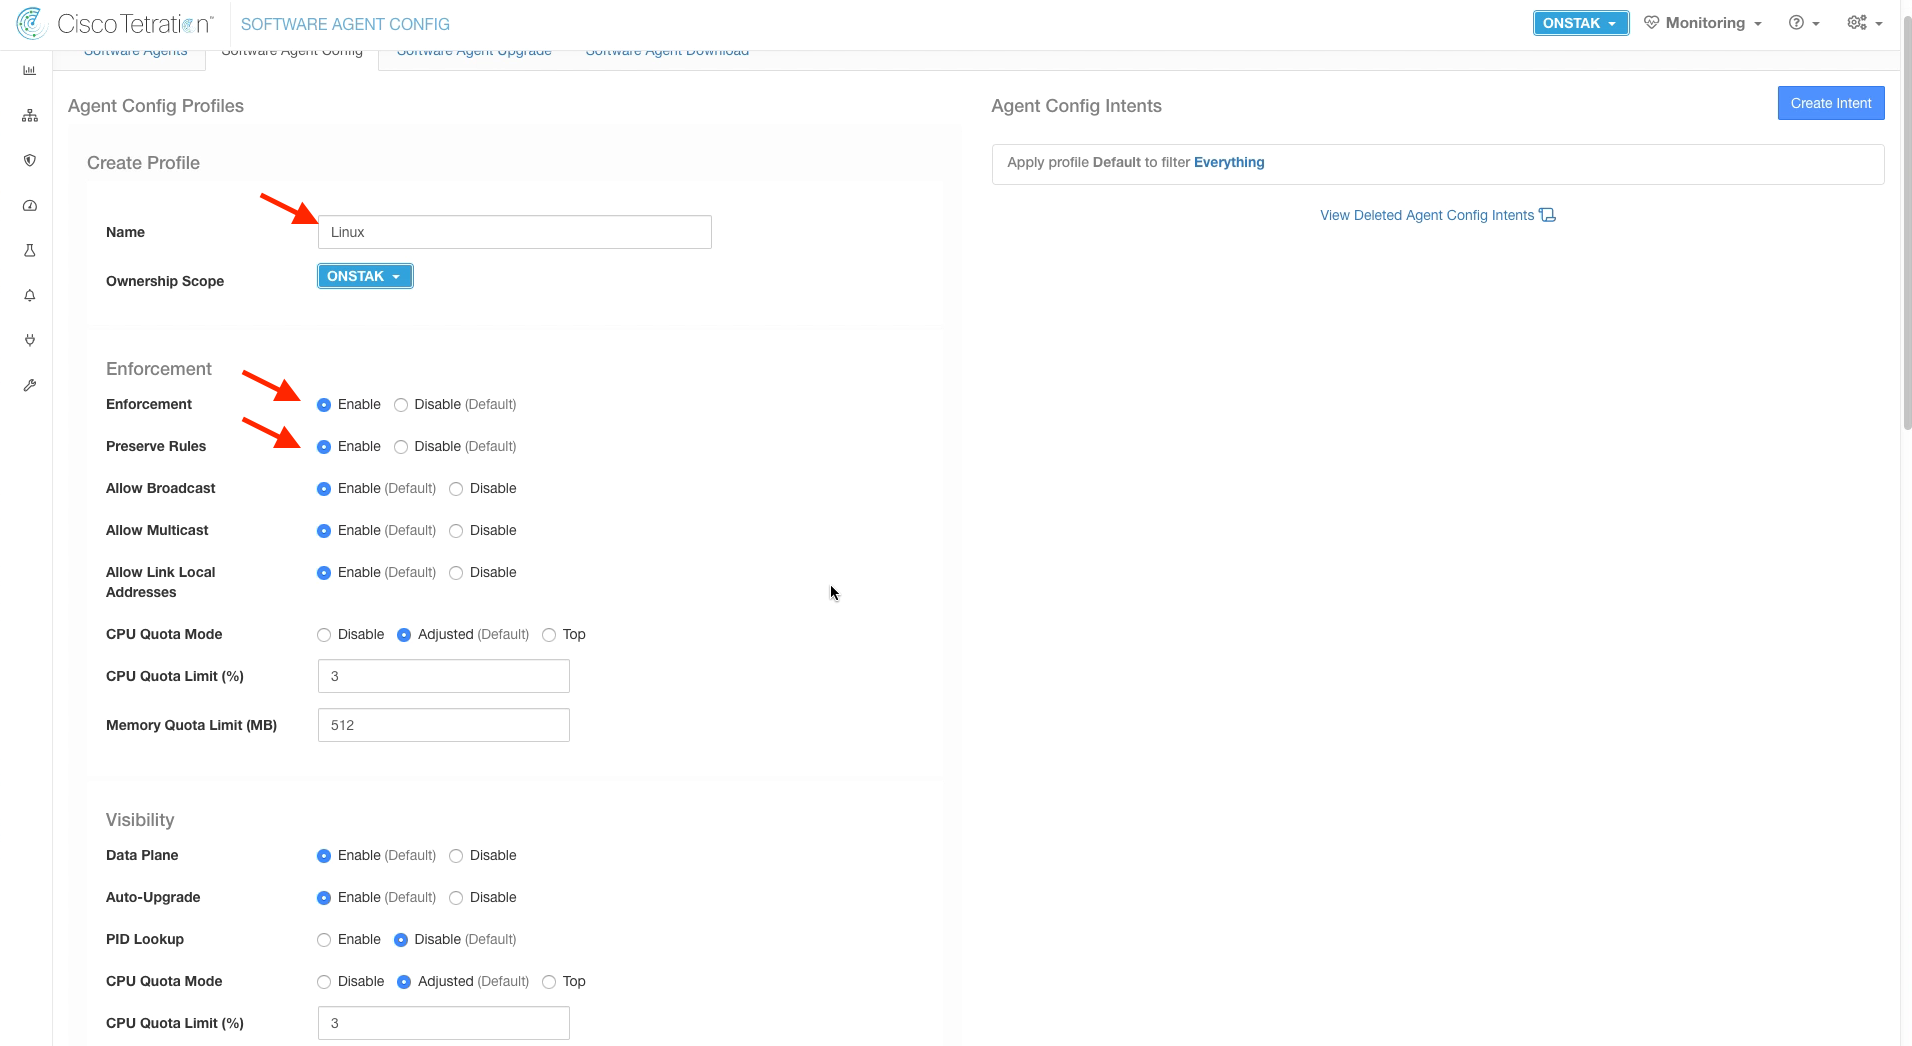 Cisco Tetration™
SOFTWARE AGENT CONFIG
ONSTAK
Monitoring
Software Agents
Software Agent Config
Software Agent Upgrade
Software Agent Download
Agent Config Profiles
Create Profile
Name
Linux
Ownership Scope
ONSTAK
Enforcement
Enforcement
Enable
Disable (Default)
Preserve Rules
Enable
Disable (Default)
Allow Broadcast
Enable (Default)
Disable
Allow Multicast
Enable (Default)
Disable
Allow Link Local
Addresses
Enable (Default)
Disable
CPU Quota Mode
Disable
Adjusted (Default)
Top
CPU Quota Limit (%)
3
Memory Quota Limit (MB)
512
Visibility
Data Plane
Enable (Default)
Disable
Auto-Upgrade
Enable (Default)
Disable
PID Lookup
Enable
Disable (Default)
CPU Quota Mode
Disable
Adjusted (Default)
Top
CPU Quota Limit (%)
3
Agent Config Intents
Create Intent
Apply profile Default to filter Everything
View Deleted Agent Config Intents